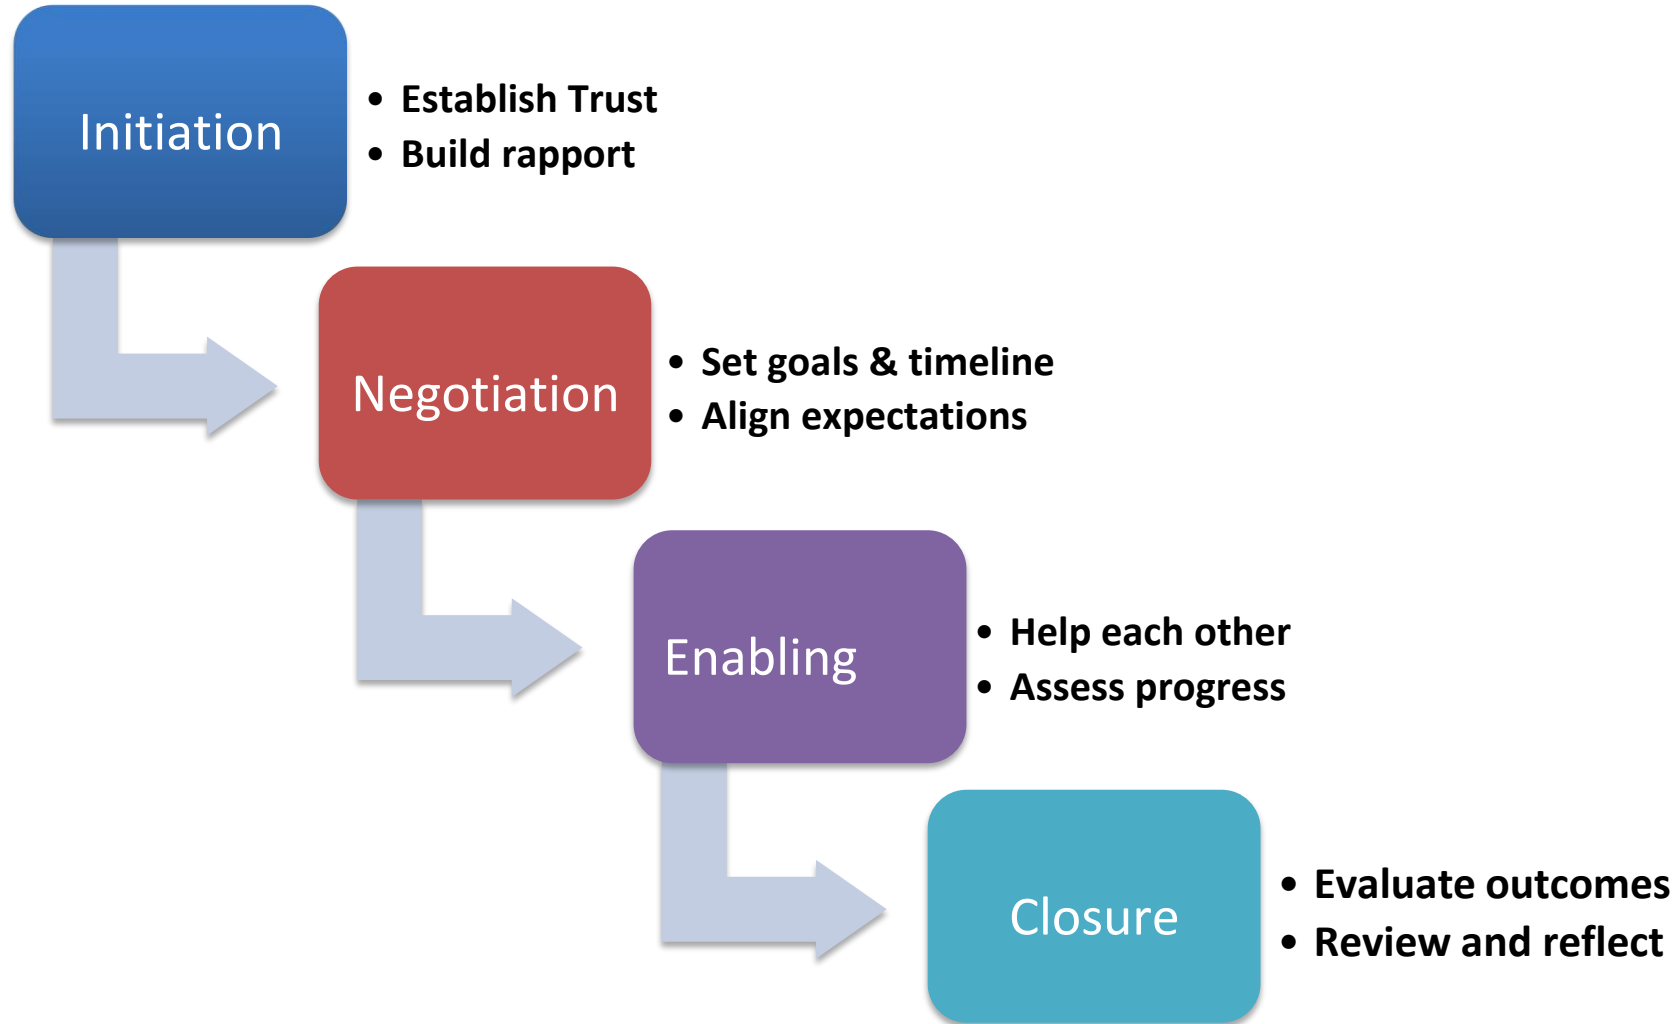 Initiation
• Establish Trust
• Build rapport
Negotiation
• Set goals & timeline
• Align expectations
Enabling
• Help each other
• Assess progress
Closure
• Evaluate outcomes
• Review and reflect